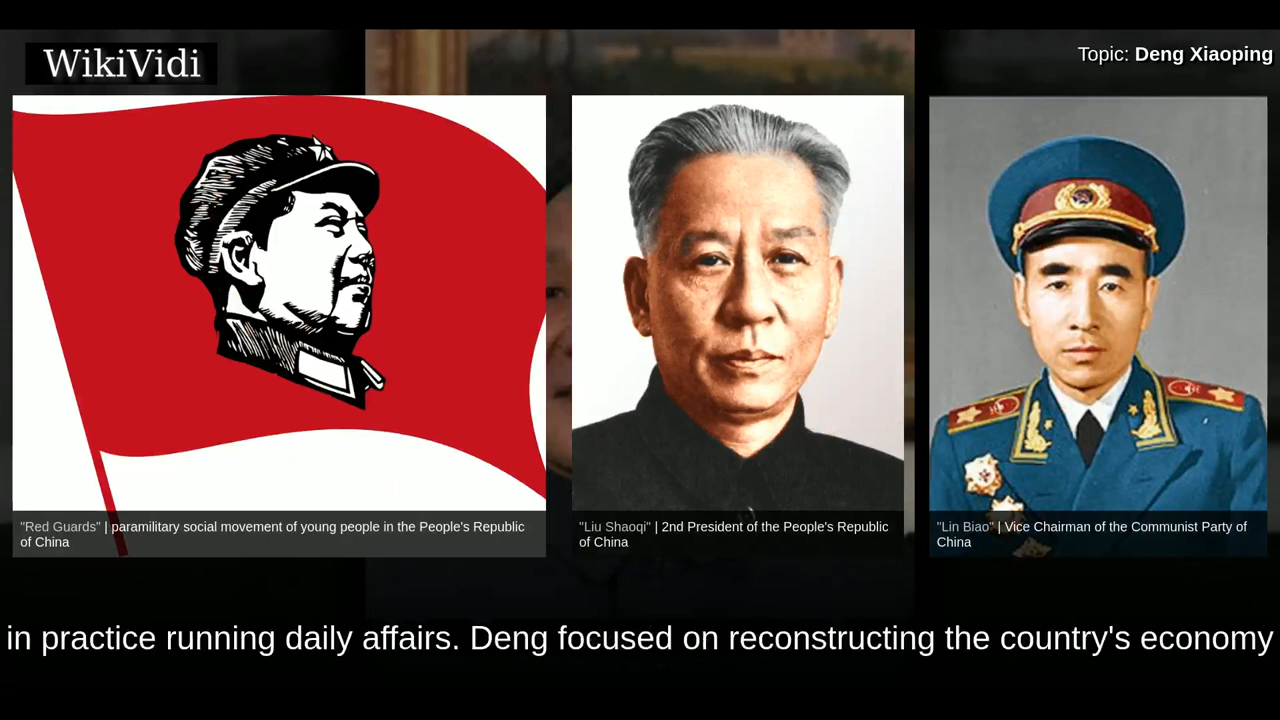 WikiVidi
Topic: Deng Xiaoping
"Red Guards" | paramilitary social movement of young people in the People's Republic
of China
"Liu Shaoqi" | 2nd President of the People's Republic
of China
"Lin Biao" | Vice Chairman of the Communist Party of
China
in practice running daily affairs. Deng focused on reconstructing the country's economy